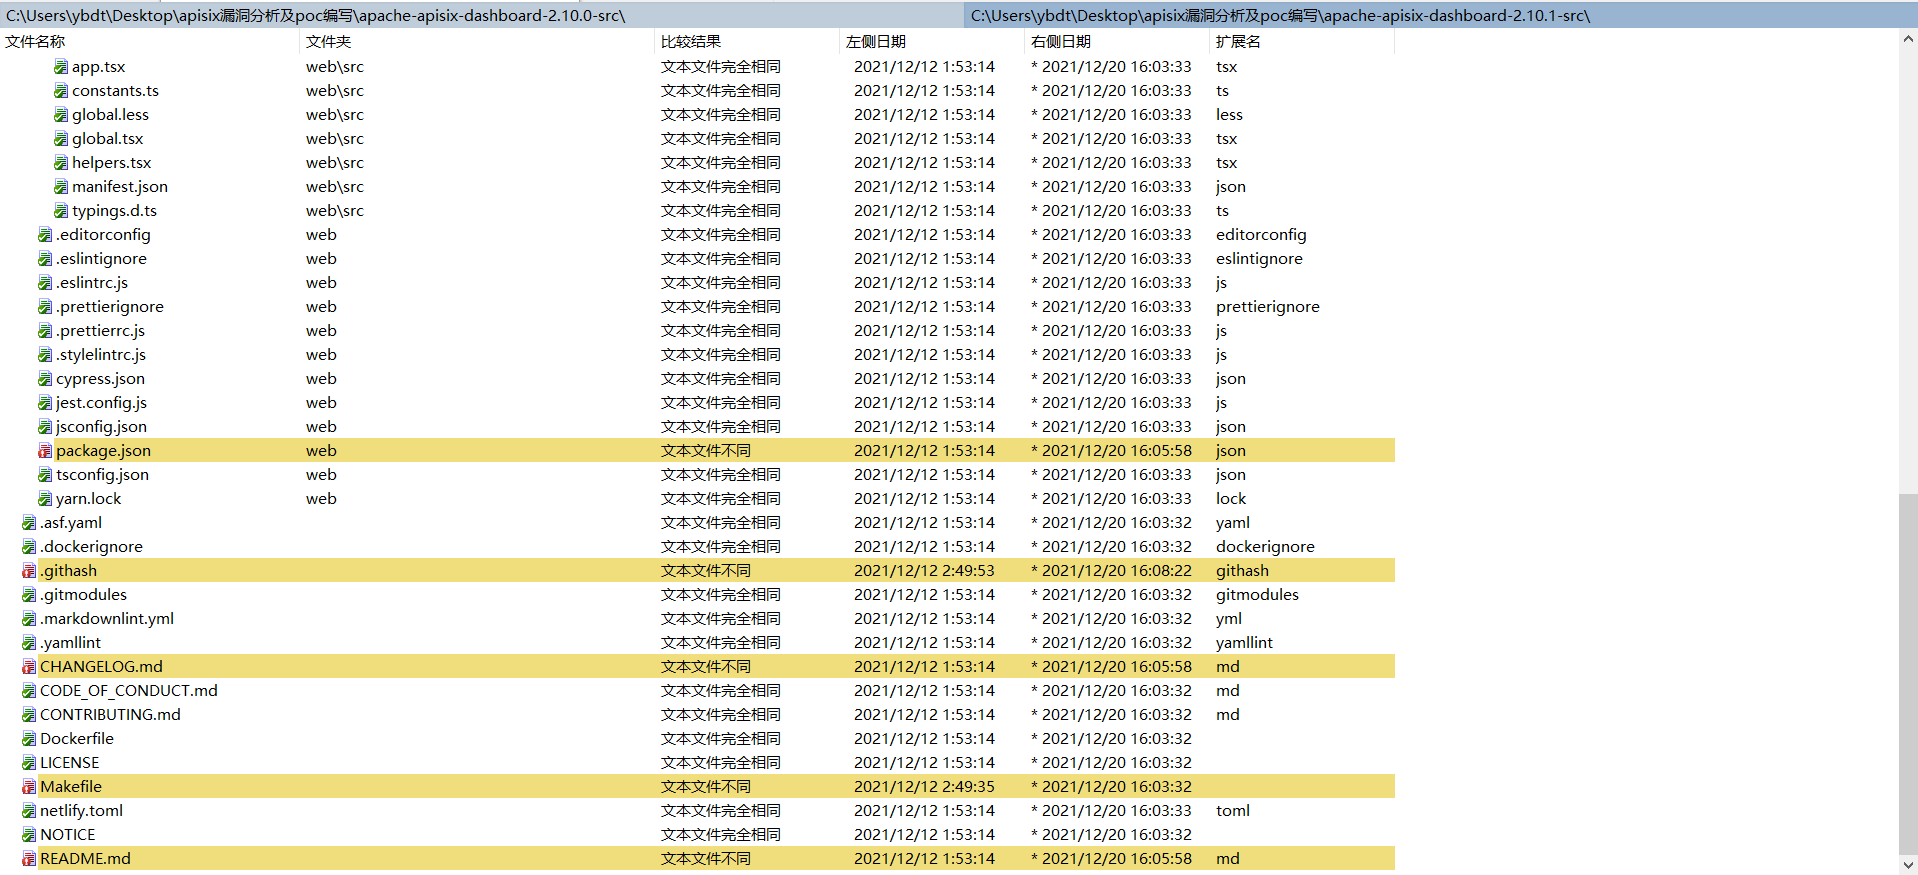 C:\Users\ybdt\Desktop\apisix漏洞分析及poc编写\apache-apisix-dashboard-2.10.0-src\ C:\Users\ybdt\Desktop\apisix漏洞分析及poc编写\apache-apisix-dashboard-2.10.1-src\
文件名称 文件夹 比较结果 左侧日期 右侧日期 扩展名
app.tsx web\src 文本文件完全相同 2021/12/12 1:53:14 * 2021/12/20 16:03:33 tsx
constants.ts web\src 文本文件完全相同 2021/12/12 1:53:14 * 2021/12/20 16:03:33 ts
global.less web\src 文本文件完全相同 2021/12/12 1:53:14 * 2021/12/20 16:03:33 less
global.tsx web\src 文本文件完全相同 2021/12/12 1:53:14 * 2021/12/20 16:03:33 tsx
helpers.tsx web\src 文本文件完全相同 2021/12/12 1:53:14 * 2021/12/20 16:03:33 tsx
manifest.json web\src 文本文件完全相同 2021/12/12 1:53:14 * 2021/12/20 16:03:33 json
typings.d.ts web\src 文本文件完全相同 2021/12/12 1:53:14 * 2021/12/20 16:03:33 ts
.editorconfig web 文本文件完全相同 2021/12/12 1:53:14 * 2021/12/20 16:03:33 editorconfig
.eslintignore web 文本文件完全相同 2021/12/12 1:53:14 * 2021/12/20 16:03:33 eslintignore
.eslintrc.js web 文本文件完全相同 2021/12/12 1:53:14 * 2021/12/20 16:03:33 js
.prettierignore web 文本文件完全相同 2021/12/12 1:53:14 * 2021/12/20 16:03:33 prettierignore
.prettierrc.js web 文本文件完全相同 2021/12/12 1:53:14 * 2021/12/20 16:03:33 js
.stylelintrc.js web 文本文件完全相同 2021/12/12 1:53:14 * 2021/12/20 16:03:33 js
cypress.json web 文本文件完全相同 2021/12/12 1:53:14 * 2021/12/20 16:03:33 json
jest.config.js web 文本文件完全相同 2021/12/12 1:53:14 * 2021/12/20 16:03:33 js
jsconfig.json web 文本文件完全相同 2021/12/12 1:53:14 * 2021/12/20 16:03:33 json
package.json web 文本文件不同 2021/12/12 1:53:14 * 2021/12/20 16:05:58 json
tsconfig.json web 文本文件完全相同 2021/12/12 1:53:14 * 2021/12/20 16:03:33 json
yarn.lock web 文本文件完全相同 2021/12/12 1:53:14 * 2021/12/20 16:03:33 lock
.asf.yaml 文本文件完全相同 2021/12/12 1:53:14 * 2021/12/20 16:03:32 yaml
.dockerignore 文本文件完全相同 2021/12/12 1:53:14 * 2021/12/20 16:03:32 dockerignore
.githash 文本文件不同 2021/12/12 2:49:53 * 2021/12/20 16:08:22 githash
.gitmodules 文本文件完全相同 2021/12/12 1:53:14 * 2021/12/20 16:03:32 gitmodules
.markdownlint.yml 文本文件完全相同 2021/12/12 1:53:14 * 2021/12/20 16:03:32 yml
.yamllint 文本文件完全相同 2021/12/12 1:53:14 * 2021/12/20 16:03:32 yamllint
CHANGELOG.md 文本文件不同 2021/12/12 1:53:14 * 2021/12/20 16:05:58 md
CODE_OF_CONDUCT.md 文本文件完全相同 2021/12/12 1:53:14 * 2021/12/20 16:03:32 md
CONTRIBUTING.md 文本文件完全相同 2021/12/12 1:53:14 * 2021/12/20 16:03:32 md
Dockerfile 文本文件完全相同 2021/12/12 1:53:14 * 2021/12/20 16:03:32
LICENSE 文本文件完全相同 2021/12/12 1:53:14 * 2021/12/20 16:03:32
Makefile 文本文件不同 2021/12/12 2:49:35 * 2021/12/20 16:03:32
netlify.toml 文本文件完全相同 2021/12/12 1:53:14 * 2021/12/20 16:03:33 toml
NOTICE 文本文件完全相同 2021/12/12 1:53:14 * 2021/12/20 16:03:32
README.md 文本文件不同 2021/12/12 1:53:14 * 2021/12/20 16:05:58 md